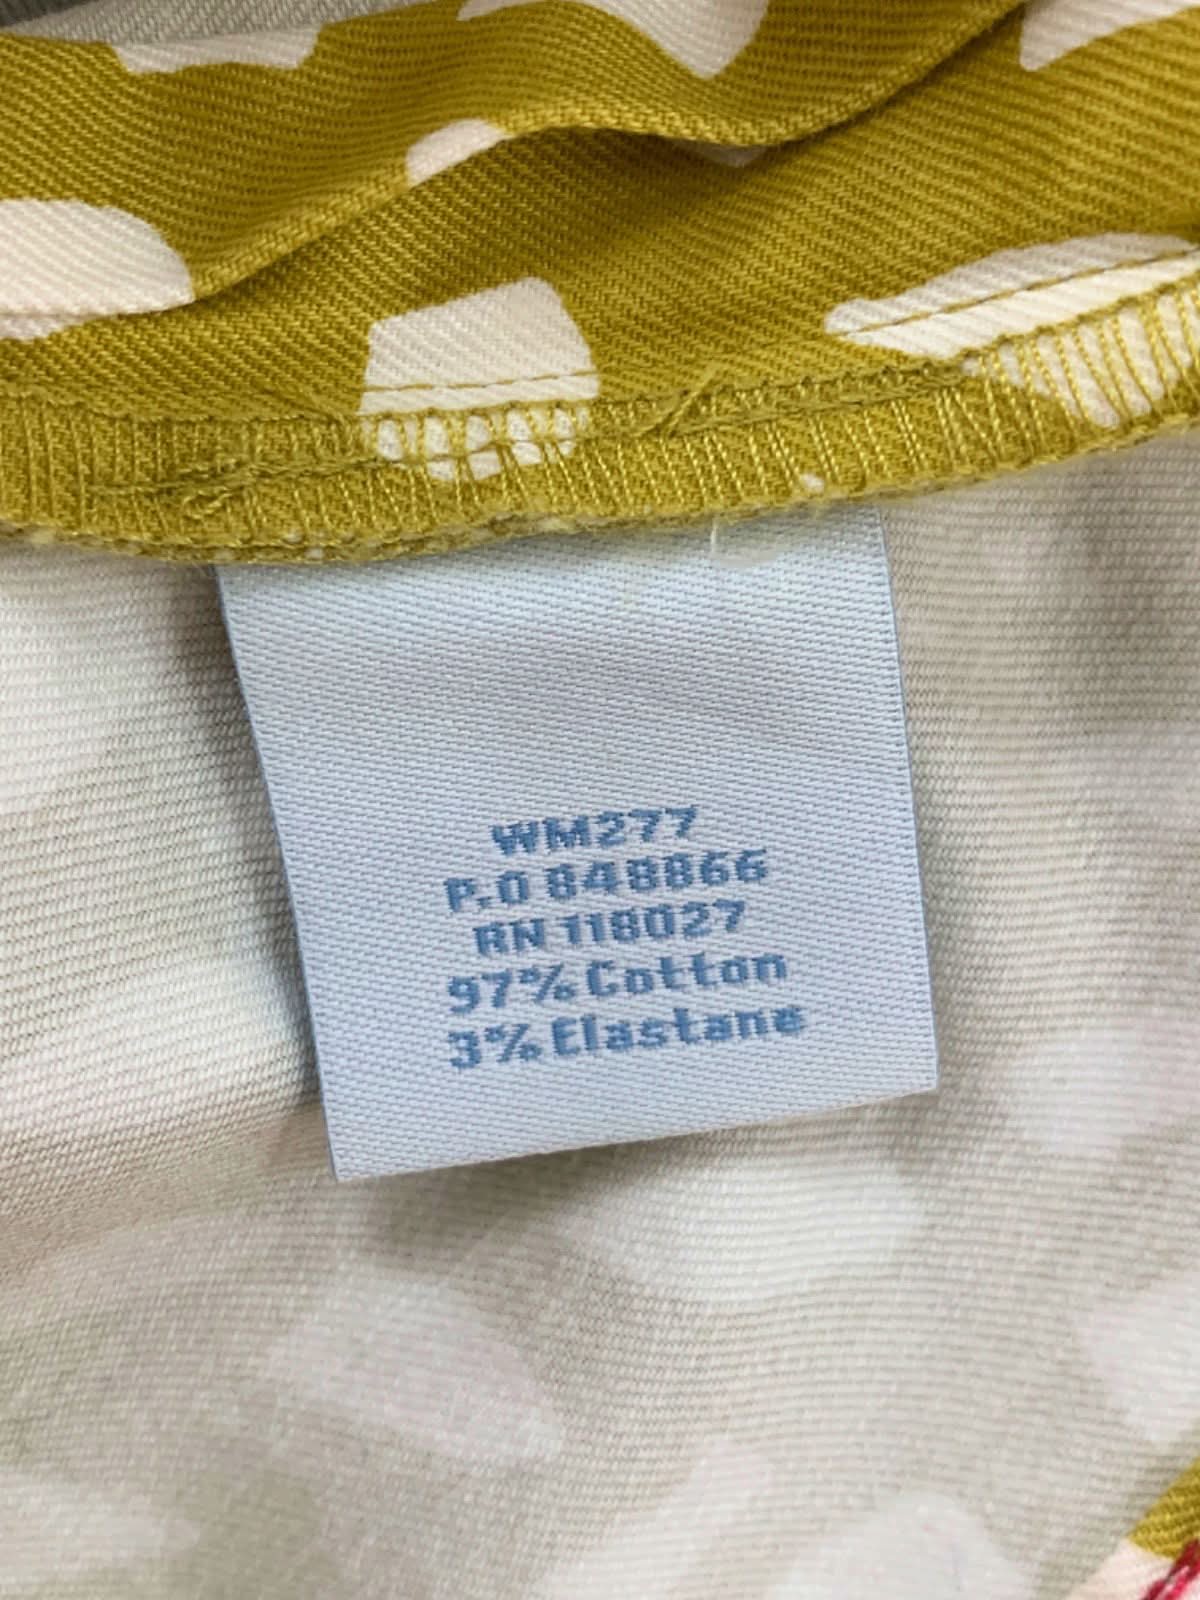 WM277
P.O 848866
RN 118027
97% Cotton
3% Elastane